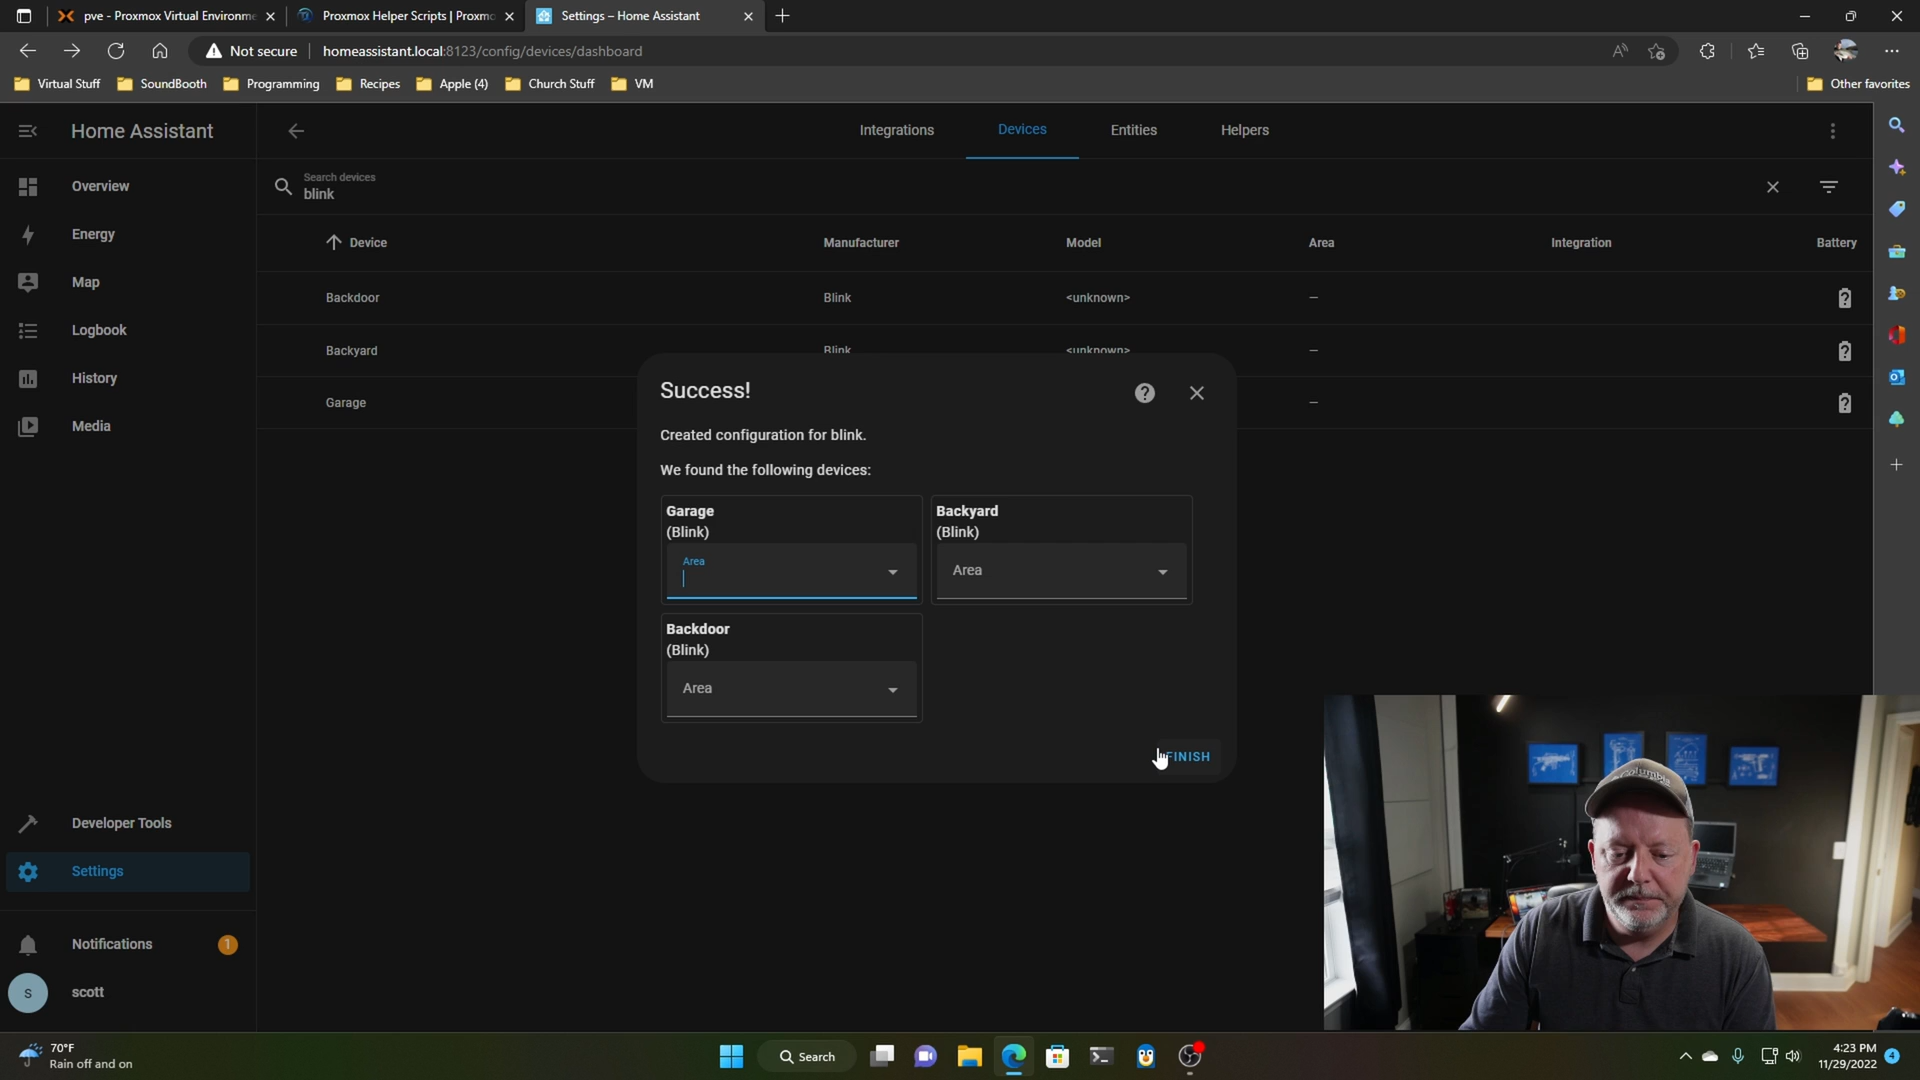 pve - Proxmox Virtual Environme
Proxmox Helper Scripts | Proxmo
Settings – Home Assistant
Not secure
homeassistant.local:8123/config/devices/dashboard
Virtual Stuff
SoundBooth
Programming
Recipes
Apple (4)
Church Stuff
VM
Other favorites
Home Assistant
Integrations
Devices
Entities
Helpers
Overview
Energy
Map
Logbook
History
Media
Search devices
blink
Device
Manufacturer
Model
Area
Integration
Battery
Backdoor
Blink
<unknown>
–
Backyard
Blink
<unknown>
–
Garage
–
Success!
Created configuration for blink.
We found the following devices:
Garage
(Blink)
Area
Backyard
(Blink)
Area
Backdoor
(Blink)
Area
FINISH
Developer Tools
Settings
Notifications
1
S
scott
Columbia
70°F
Rain off and on
Search
4:23 PM
11/29/2022
4